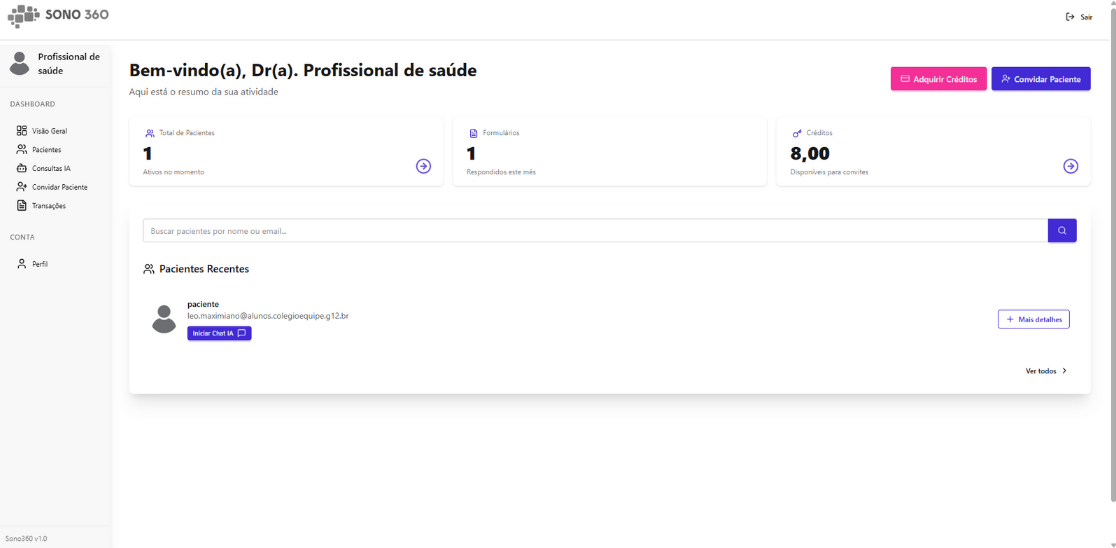 SONO 360
Sair
Profissional de
saúde
DASHBOARD
Visão Geral
Pacientes
Consultas IA
Convidar Paciente
Transações
CONTA
Perfil
Sono360 v1.0
Bem-vindo(a), Dr(a). Profissional de saúde
Aqui está o resumo da sua atividade
Adquirir Créditos
Convidar Paciente
Total de Pacientes
1
Ativos no momento
Formulários
1
Respondidos este mês
Créditos
8,00
Disponíveis para convites
Buscar pacientes por nome ou email...
Pacientes Recentes
paciente
leo.maximiano@alunos.colegioequipe.g12.br
Iniciar Chat IA
Mais detalhes
Ver todos